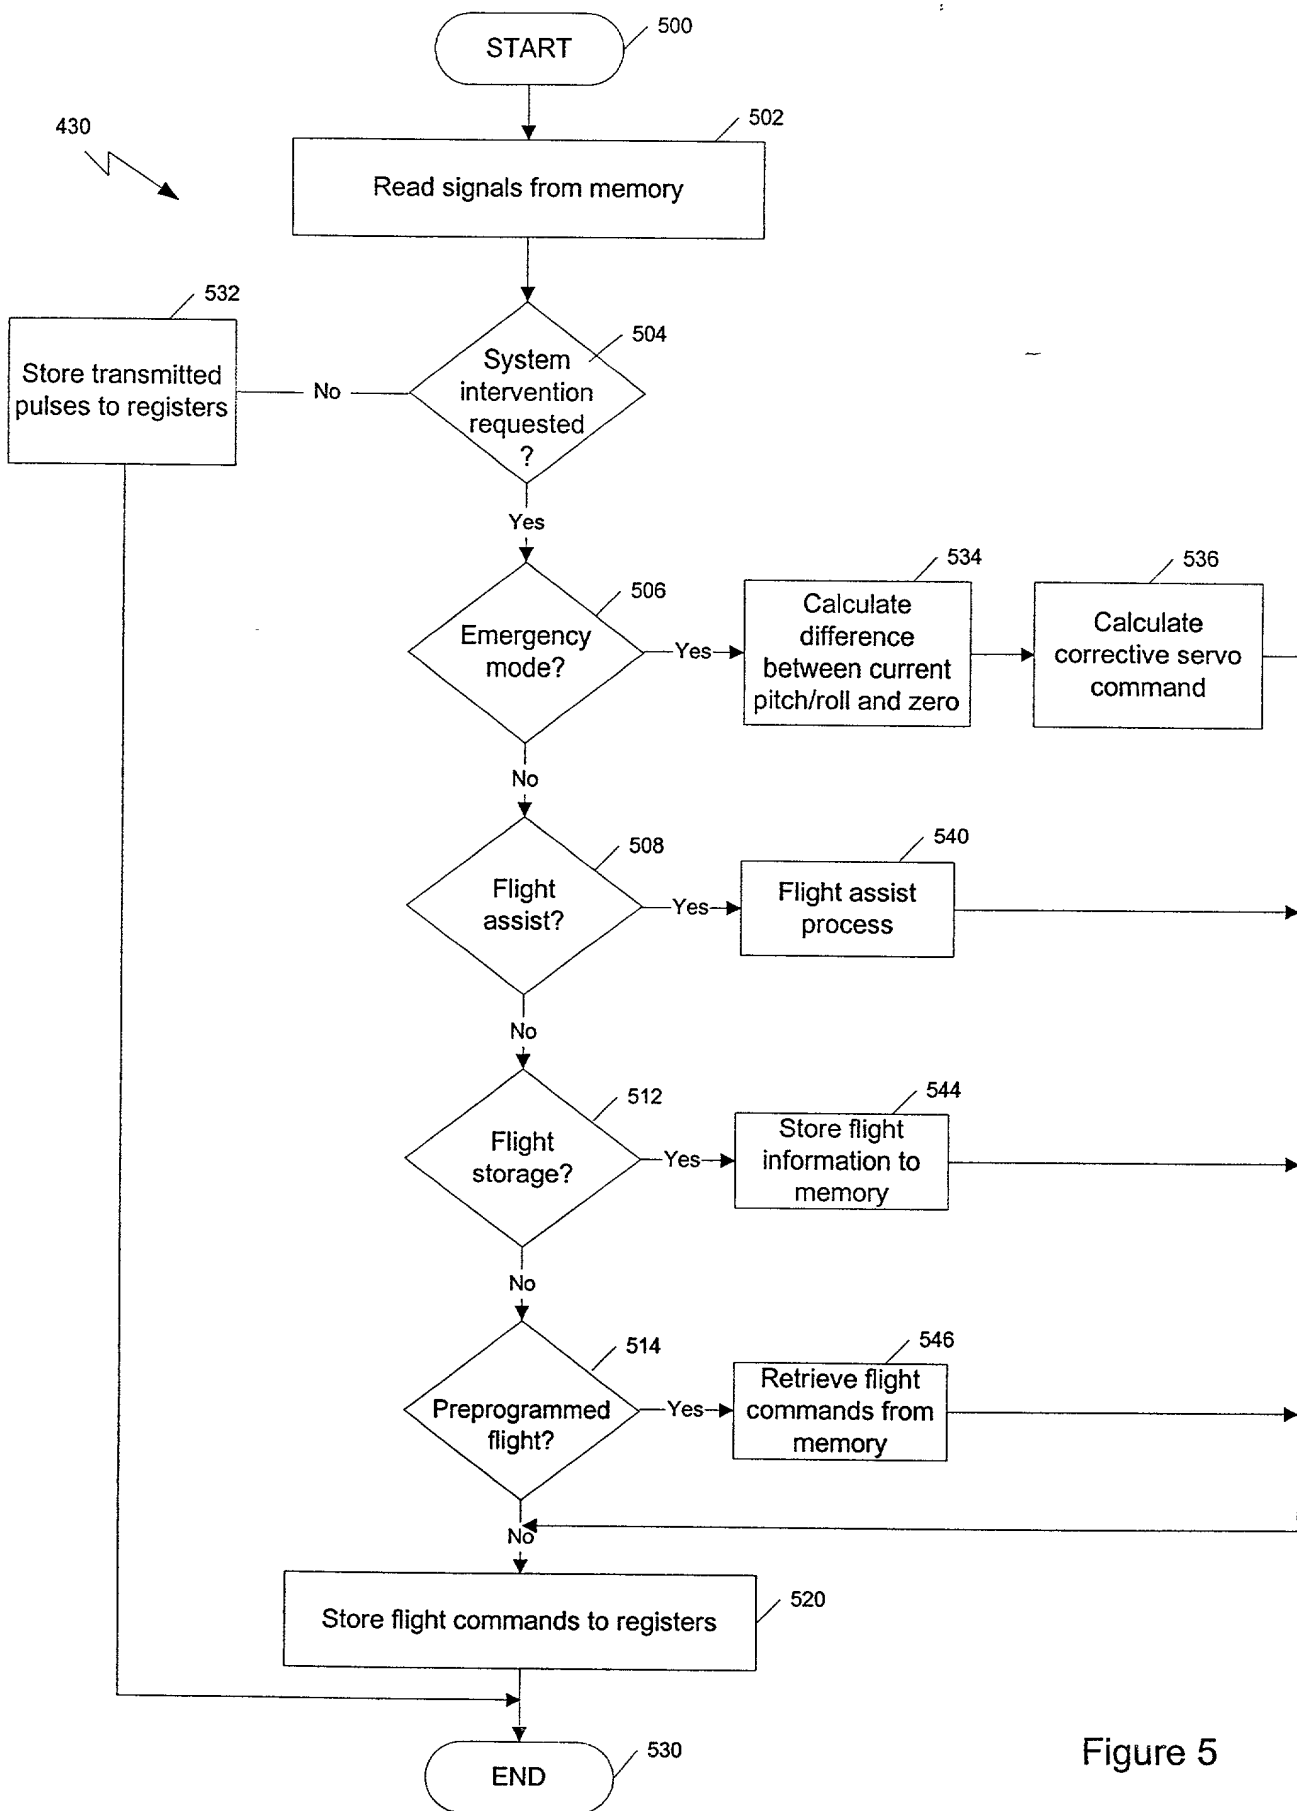 START
500
430
502
Read signals from memory
532
504
Store transmitted
pulses to registers
No
System
intervention
requested
?
Yes
506
Emergency
mode?
Yes
534
Calculate
difference
between current
pitch/roll and zero
536
Calculate
corrective servo
command
No
508
Flight
assist?
Yes
540
Flight assist
process
No
512
Flight
storage?
Yes
544
Store flight
information to
memory
No
514
Preprogrammed
flight?
Yes
546
Retrieve flight
commands from
memory
No
520
Store flight commands to registers
530
END
Figure 5